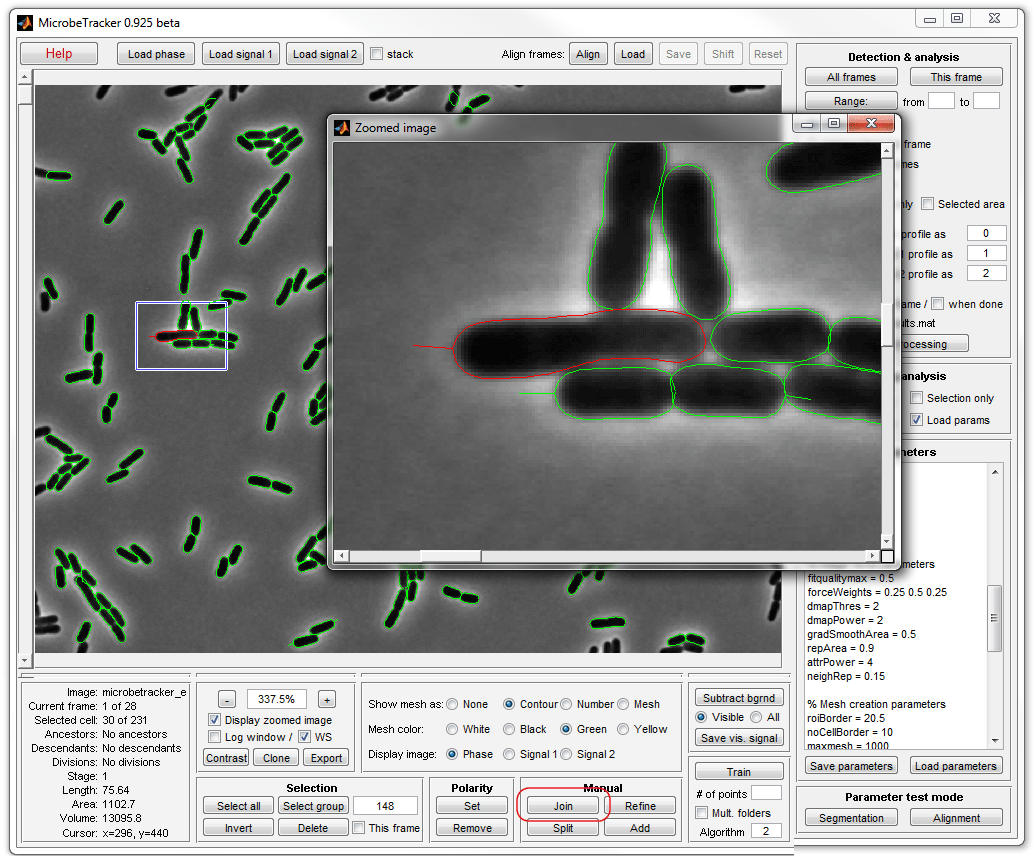 MicrobeTracker 0.925 beta
Help Load phase Load signal 1 Load signal 2 stack Align frames: Align Load Save Shift Reset
Detection & analysis
All frames This frame
Range: from to
Zoomed image
frame
Selected area
profile as 0
profile as 1
2 profile as 2
when done
ults.mat
ocessing
analysis
Selection only
Load params
fitqualitymax = 0.5
forceWeights = 0.25 0.5 0.25
dmapThres = 2
dmapPower = 2
gradSmoothArea = 0.5
repArea = 0.9
attrPower = 4
neighRep = 0.15
% Mesh creation parameters
roiBorder = 20.5
noCellBorder = 10
maxmesh = 1000
Save parameters Load parameters
Parameter test mode
Segmentation Alignment
Image: microbetracker_e
Current frame: 1 of 28
Selected cell: 30 of 231
Ancestors: No ancestors
Descendants: No descendants
Divisions: No divisions
Stage: 1
Length: 75.64
Area: 1102.7
Volume: 13095.8
Cursor: x=296, y=440
- 337.5% +
Display zoomed image
Log window / WS
Contrast Clone Export
Show mesh as: None Contour Number Mesh
Mesh color: White Black Green Yellow
Display image: Phase Signal 1 Signal 2
Subtract bgrnd
Visible All
Save vis. signal
Selection
Select all Select group 148
Invert Delete This frame
Polarity
Set
Remove
Manual
Join Refine
Split Add
Train
# of points
Mult. folders
Algorithm 2